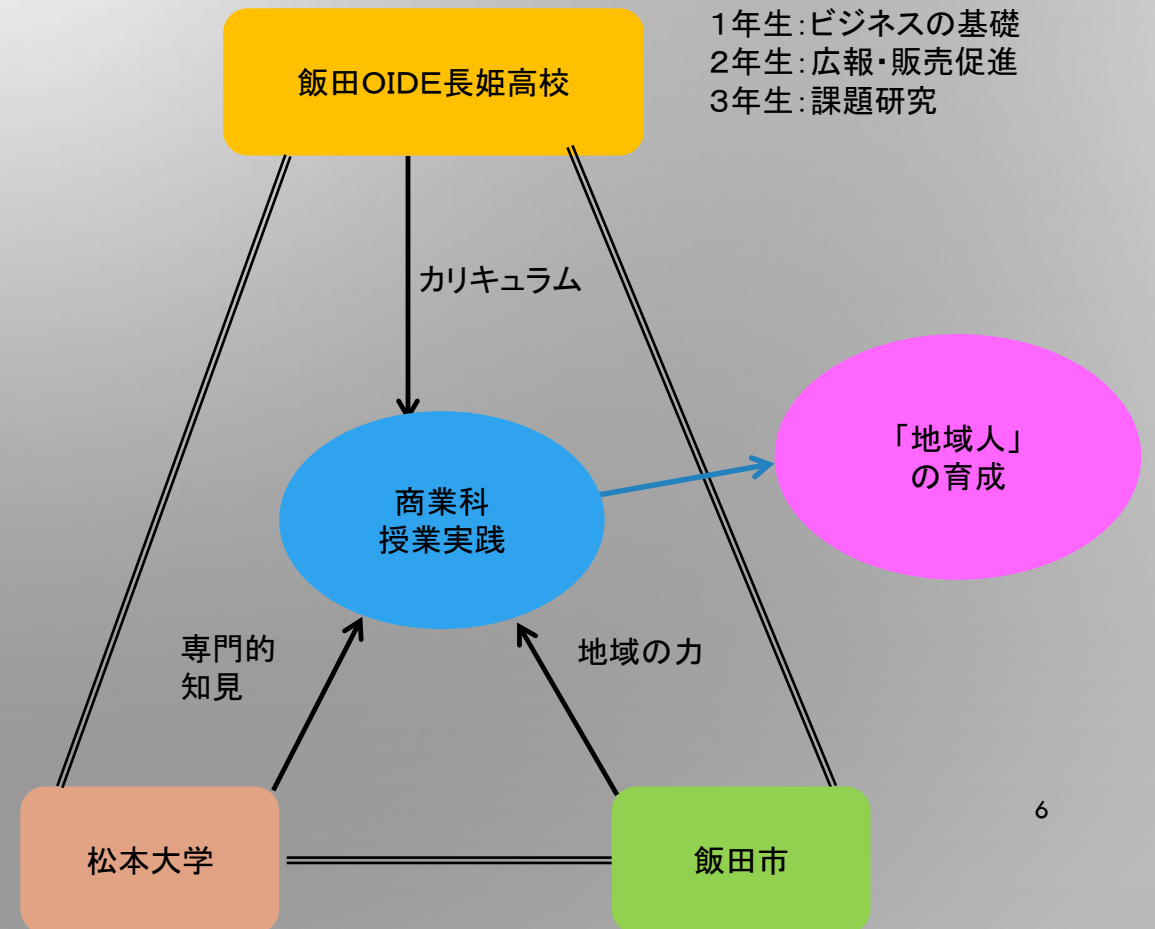 飯田OIDE長姫高校
1年生:ビジネスの基礎
2年生:広報・販売促進
3年生:課題研究
カリキュラム
「地域人」
の育成
商業科
授業実践
専門的
知見
地域の力
松本大学
飯田市
6